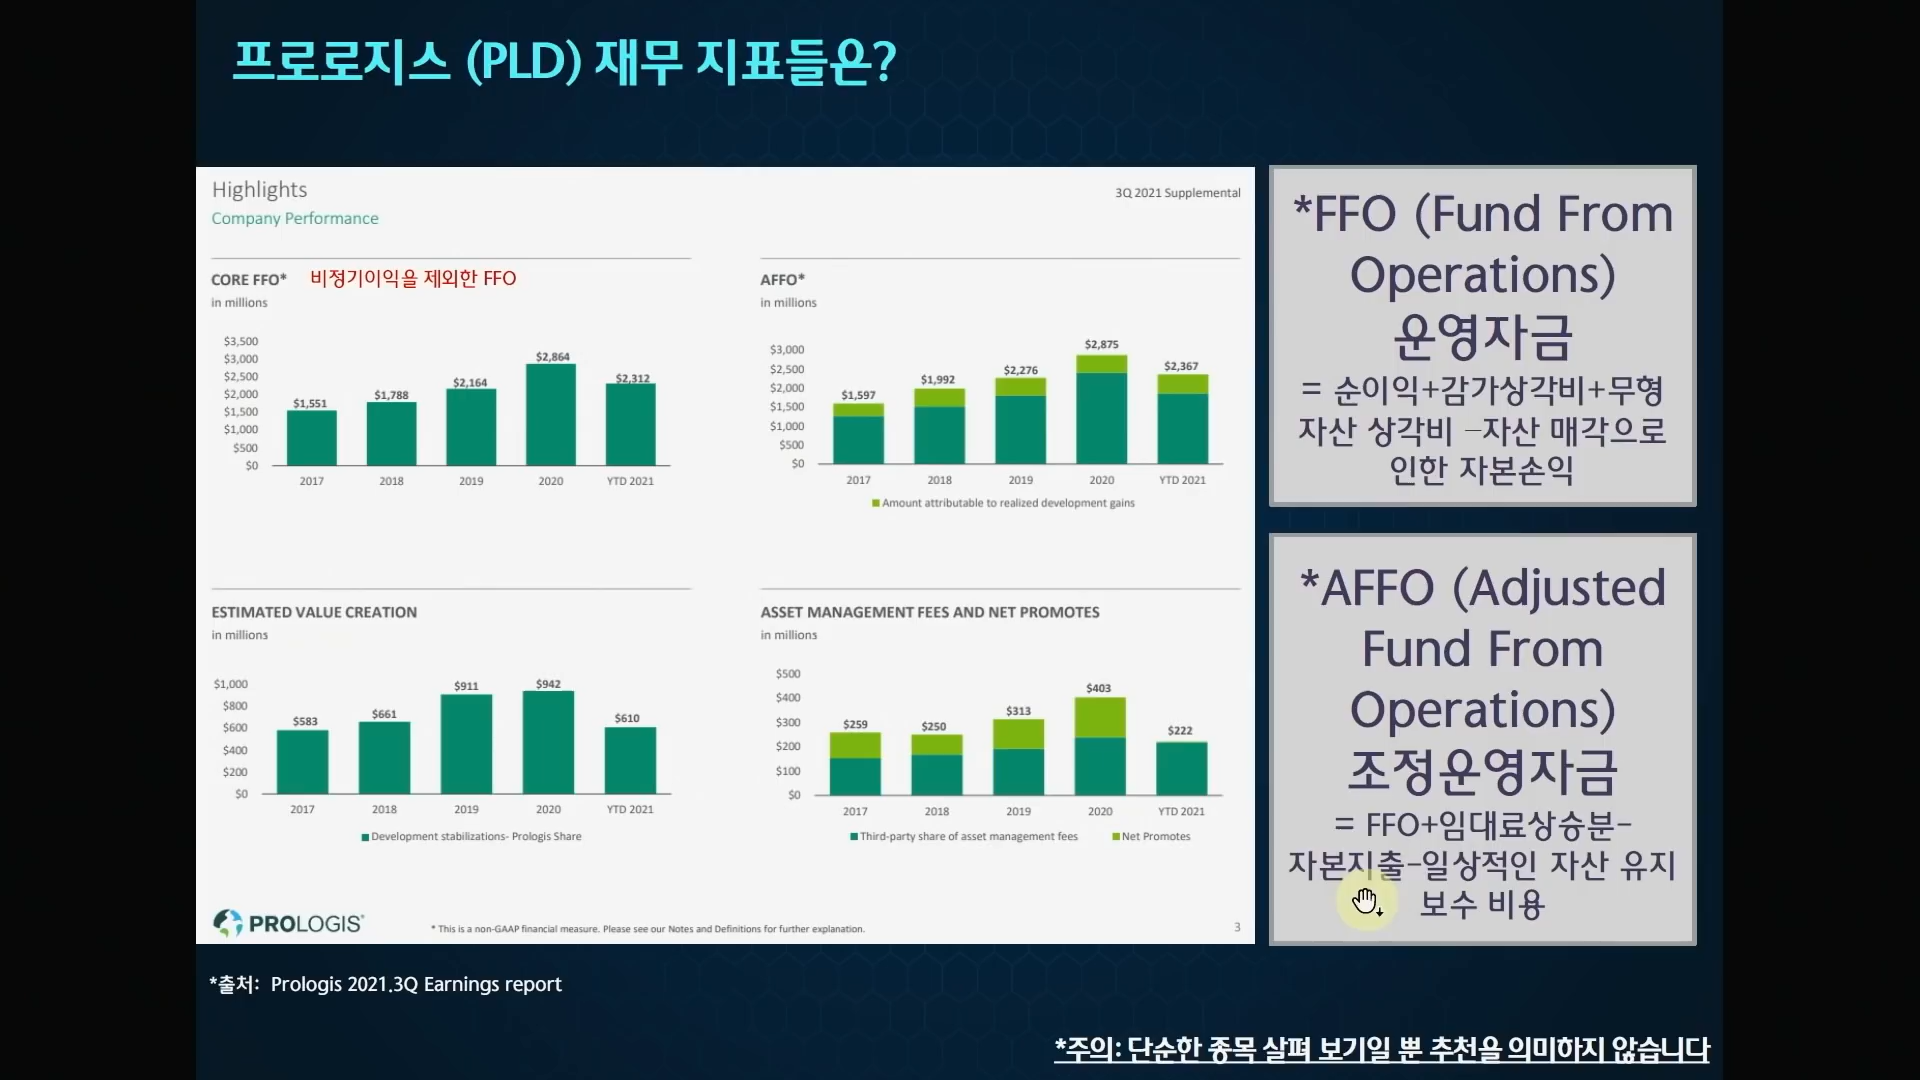 프로로지스 (PLD) 재무 지표들은?
Highlights
3Q 2021 Supplemental
Company Performance
CORE FFO* 비정기이익을 제외한 FFO
in millions
$3,500
$3,000
$2,500
$2,000
$1,500
$1,000
$500
$0
$1,551
$1,788
$2,164
$2,864
$2,312
2017 2018 2019 2020 YTD 2021
AFFO*
in millions
$3,000
$2,500
$2,000
$1,500
$1,000
$500
$0
$1,597
$1,992
$2,276
$2,875
$2,367
2017 2018 2019 2020 YTD 2021
Amount attributable to realized development gains
ESTIMATED VALUE CREATION
in millions
$1,000
$800
$600
$400
$200
$0
$583
$661
$911
$942
$610
2017 2018 2019 2020 YTD 2021
Development stabilizations- Prologis Share
ASSET MANAGEMENT FEES AND NET PROMOTES
in millions
$500
$400
$300
$200
$100
$0
$259
$250
$313
$403
$222
2017 2018 2019 2020 YTD 2021
Third-party share of asset management fees Net Promotes
PROLOGIS
* This is a non-GAAP financial measure. Please see our Notes and Definitions for further explanation.
3
*FFO (Fund From
Operations)
운영자금
= 순이익+감가상각비+무형
자산 상각비 –자산 매각으로
인한 자본손익
*AFFO (Adjusted
Fund From
Operations)
조정운영자금
= FFO+임대료상승분-
자본지출-일상적인 자산 유지
보수 비용
*출처: Prologis 2021.3Q Earnings report
*주의: 단순한 종목 살펴 보기일 뿐 추천을 의미하지 않습니다